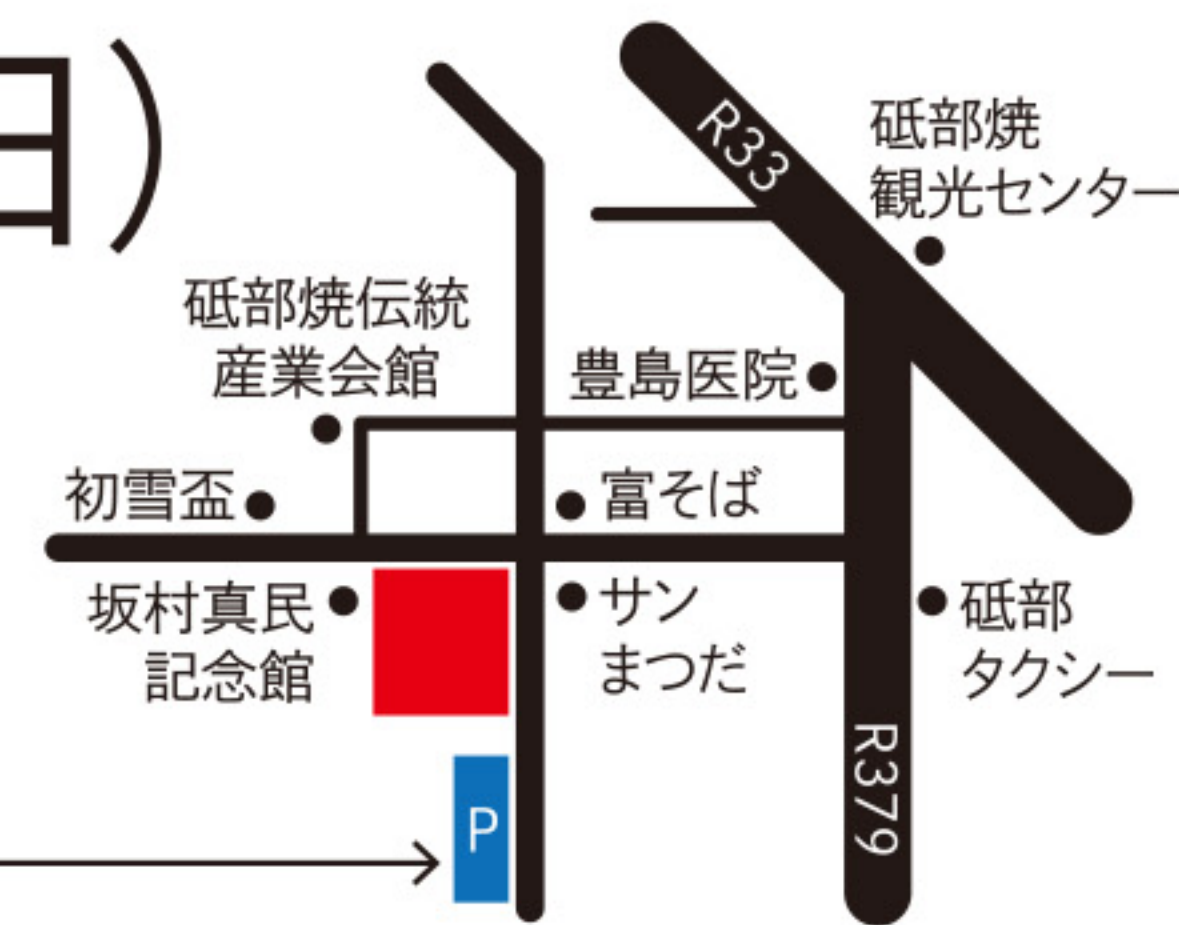 日）
R33
砥部焼
観光センター
砥部焼伝統
産業会館
豊島医院
初雪盃
富そば
坂村真民
記念館
サン
まつだ
砥部
タクシー
R379
P